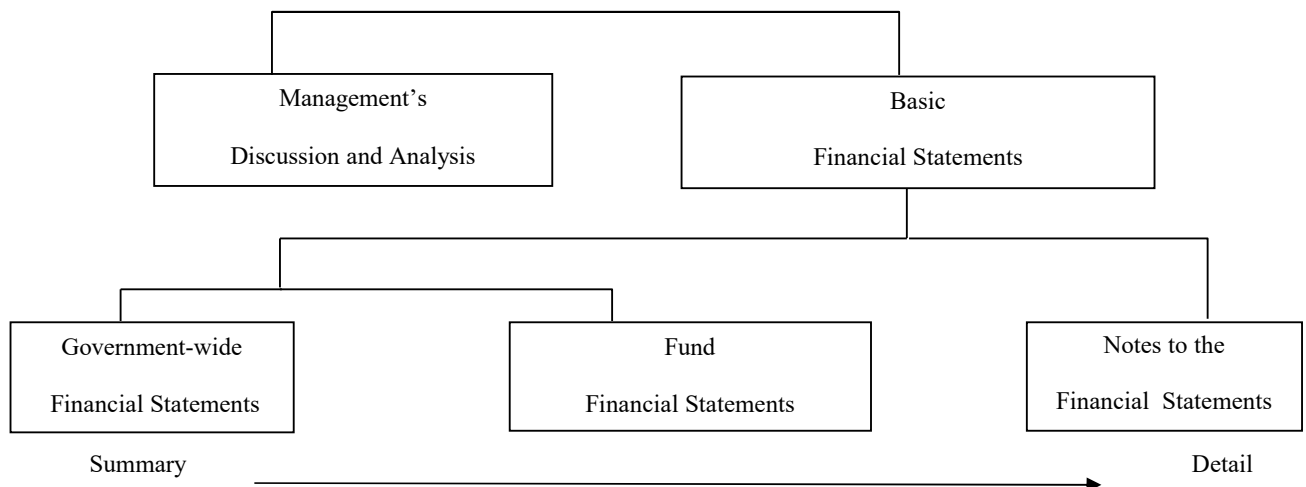 Management’s
Discussion and Analysis
Basic
Financial Statements
Government-wide
Financial Statements
Fund
Financial Statements
Notes to the
Financial Statements
Summary
Detail